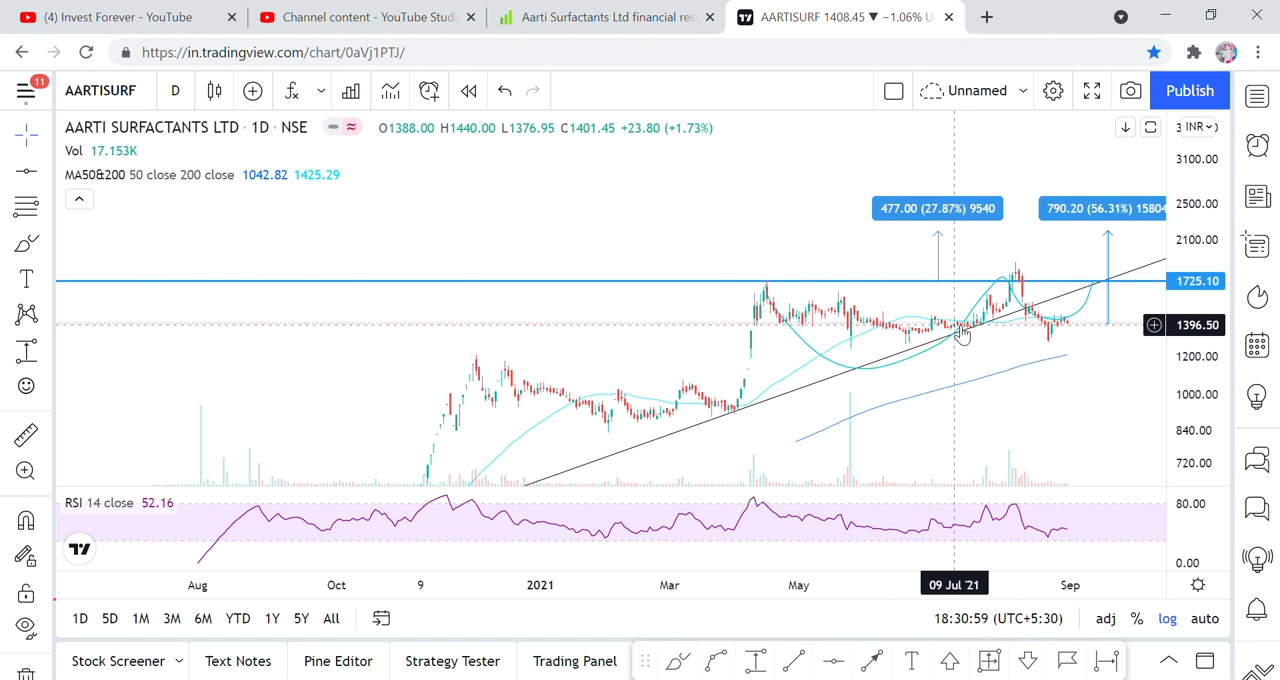 (4) Invest Forever - YouTube
Channel content - YouTube Studi
Aarti Surfactants Ltd financial res
AARTISURF 1408.45 ▼ −1.06% U
https://in.tradingview.com/chart/0aVj1PTJ/
11
AARTISURF
D
Unnamed
Publish
AARTI SURFACTANTS LTD · 1D · NSE
O1388.00 H1440.00 L1376.95 C1401.45 +23.80 (+1.73%)
INR
Vol 17.153K
3100.00
MA50&200 50 close 200 close 1042.82 1425.29
2500.00
477.00 (27.87%) 9540
790.20 (56.31%) 15804
2100.00
1725.10
1396.50
1200.00
1000.00
840.00
720.00
RSI 14 close 52.16
80.00
0.00
Aug
Oct
9
2021
Mar
May
09 Jul '21
Sep
1D 5D 1M 3M 6M YTD 1Y 5Y All
18:30:59 (UTC+5:30)
adj % log auto
Stock Screener
Text Notes
Pine Editor
Strategy Tester
Trading Panel